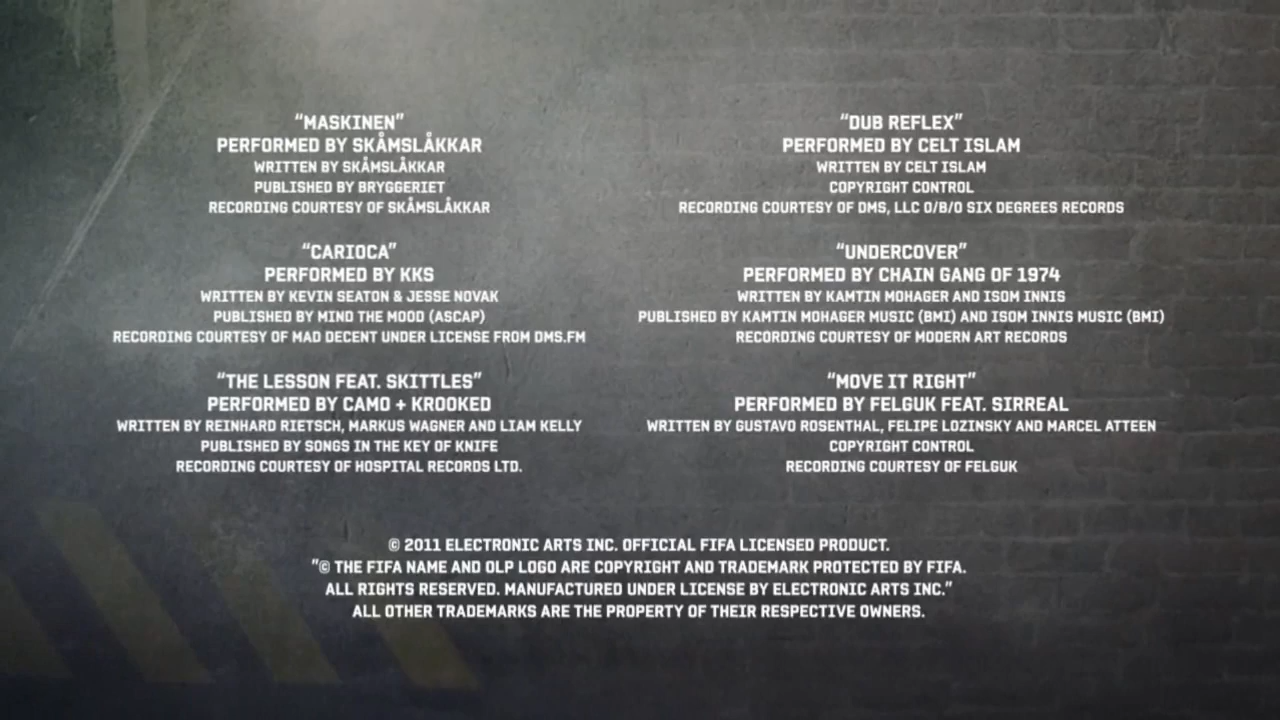 “MASKINEN”
PERFORMED BY SKÅMSLÅKKAR
WRITTEN BY SKÅMSLÅKKAR
PUBLISHED BY BRYGGERIET
RECORDING COURTESY OF SKÅMSLÅKKAR
“CARIOCA”
PERFORMED BY KKS
WRITTEN BY KEVIN SEATON & JESSE NOVAK
PUBLISHED BY MIND THE MOOD (ASCAP)
RECORDING COURTESY OF MAD DECENT UNDER LICENSE FROM DMS.FM
“THE LESSON FEAT. SKITTLES”
PERFORMED BY CAMO + KROOKED
WRITTEN BY REINHARD RIETSCH, MARKUS WAGNER AND LIAM KELLY
PUBLISHED BY SONGS IN THE KEY OF KNIFE
RECORDING COURTESY OF HOSPITAL RECORDS LTD.
“DUB REFLEX”
PERFORMED BY CELT ISLAM
WRITTEN BY CELT ISLAM
COPYRIGHT CONTROL
RECORDING COURTESY OF DMS, LLC O/B/O SIX DEGREES RECORDS
“UNDERCOVER”
PERFORMED BY CHAIN GANG OF 1974
WRITTEN BY KAMTIN MOHAGER AND ISOM INNIS
PUBLISHED BY KAMTIN MOHAGER MUSIC (BMI) AND ISOM INNIS MUSIC (BMI)
RECORDING COURTESY OF MODERN ART RECORDS
“MOVE IT RIGHT”
PERFORMED BY FELGUK FEAT. SIRREAL
WRITTEN BY GUSTAVO ROSENTHAL, FELIPE LOZINSKY AND MARCEL ATTEEN
COPYRIGHT CONTROL
RECORDING COURTESY OF FELGUK
© 2011 ELECTRONIC ARTS INC. OFFICIAL FIFA LICENSED PRODUCT.
"© THE FIFA NAME AND OLP LOGO ARE COPYRIGHT AND TRADEMARK PROTECTED BY FIFA.
ALL RIGHTS RESERVED. MANUFACTURED UNDER LICENSE BY ELECTRONIC ARTS INC.”
ALL OTHER TRADEMARKS ARE THE PROPERTY OF THEIR RESPECTIVE OWNERS.